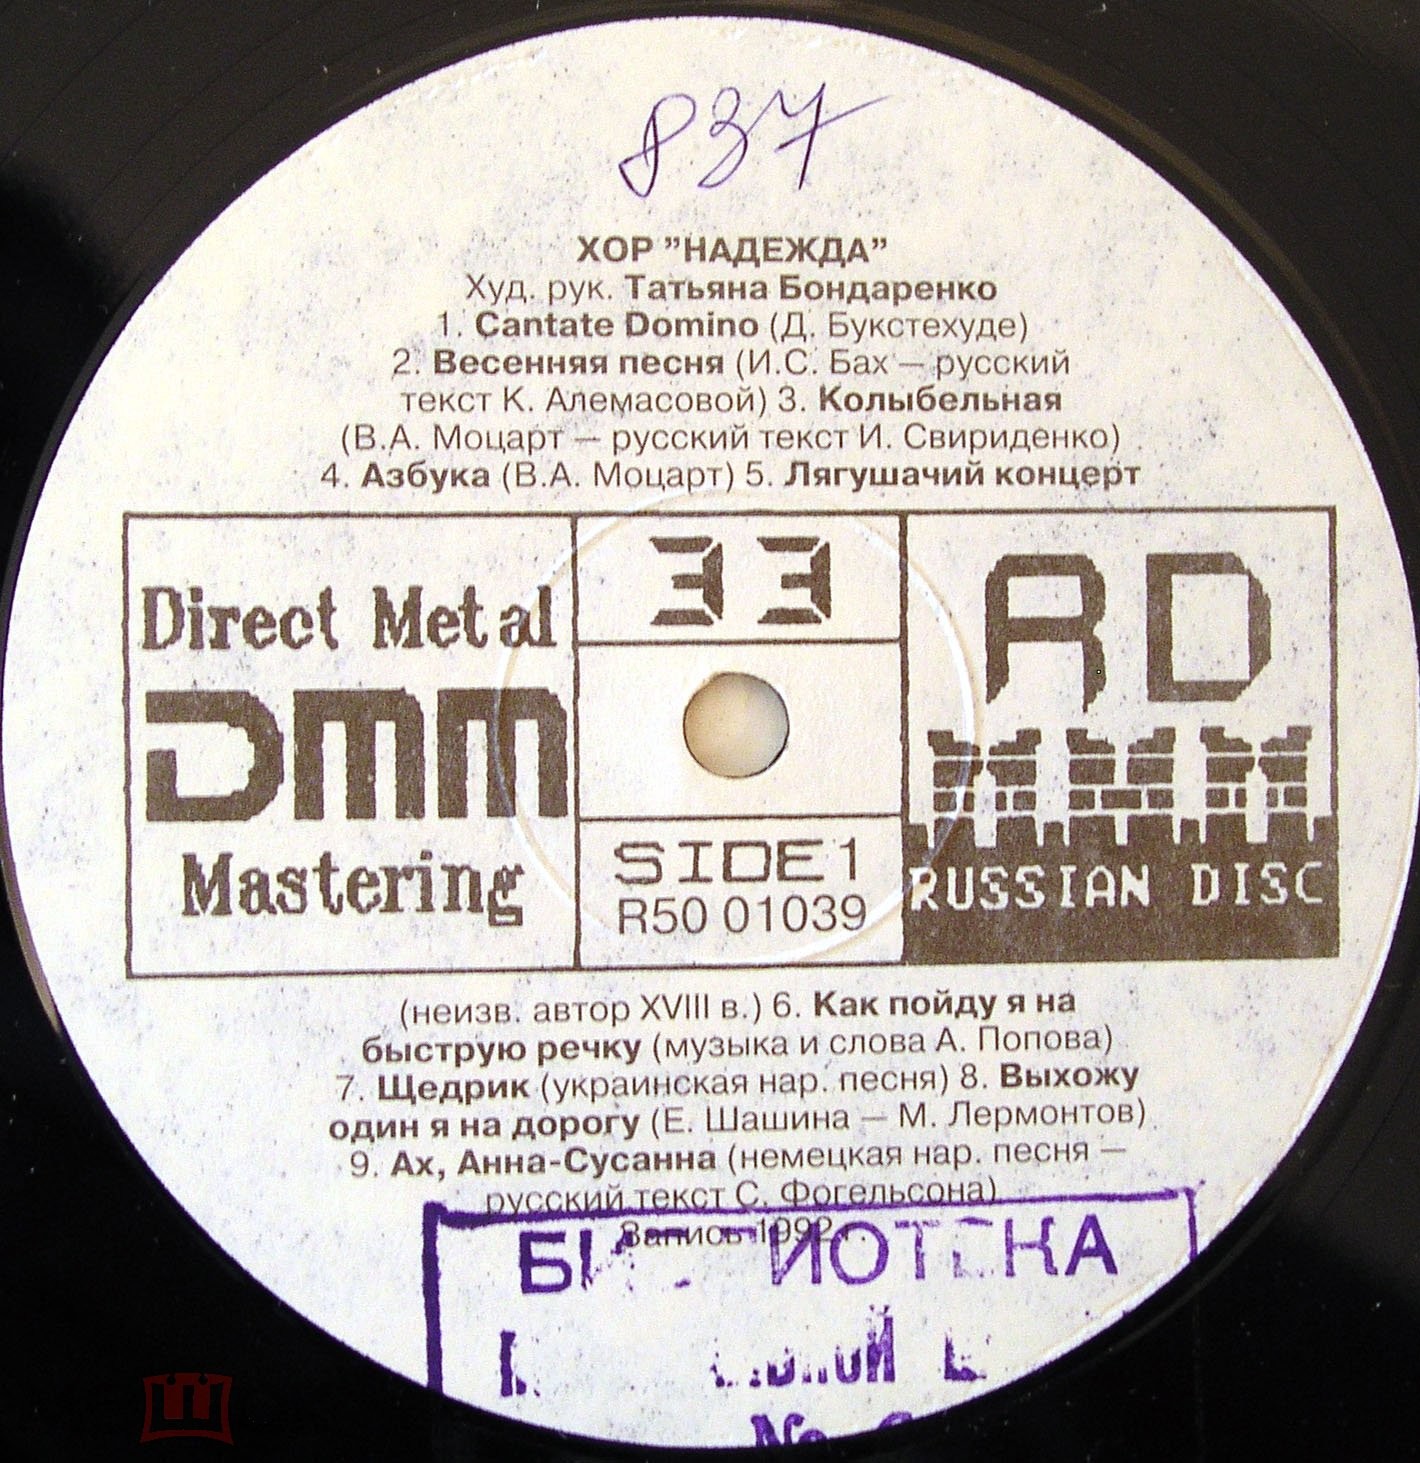 837
ХОР "НАДЕЖДА"
Худ. рук. Татьяна Бондаренко
1. Cantate Domino (Д. Букстехуде)
2. Весенняя песня (И.С. Бах — русский
текст К. Алемасовой) 3. Колыбельная
(В.А. Моцарт — русский текст И. Свириденко)
4. Азбука (В.А. Моцарт) 5. Лягушачий концерт
Direct Metal
DMM
Mastering
33
SIDE 1
R50 01039
RD
RUSSIAN DISC
(неизв. автор XVIII в.) 6. Как пойду я на
быструю речку (музыка и слова А. Попова)
7. Щедрик (украинская нар. песня) 8. Выхожу
один я на дорогу (Е. Шашина — М. Лермонтов)
9. Ах, Анна-Сусанна (немецкая нар. песня —
русский текст С. Фогельсона)
Запись 1992 г.
БИБЛИОТЕКА
№